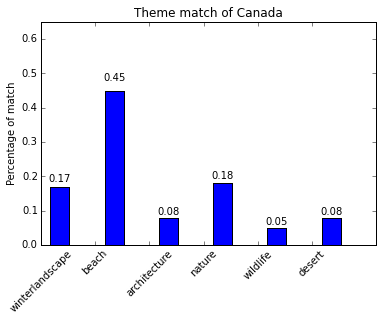 Theme match of Canada
Percentage of match
0.6
0.5
0.4
0.3
0.2
0.1
0.0
0.17
0.45
0.08
0.18
0.05
0.08
winterlandscape
beach
architecture
nature
wildlife
desert